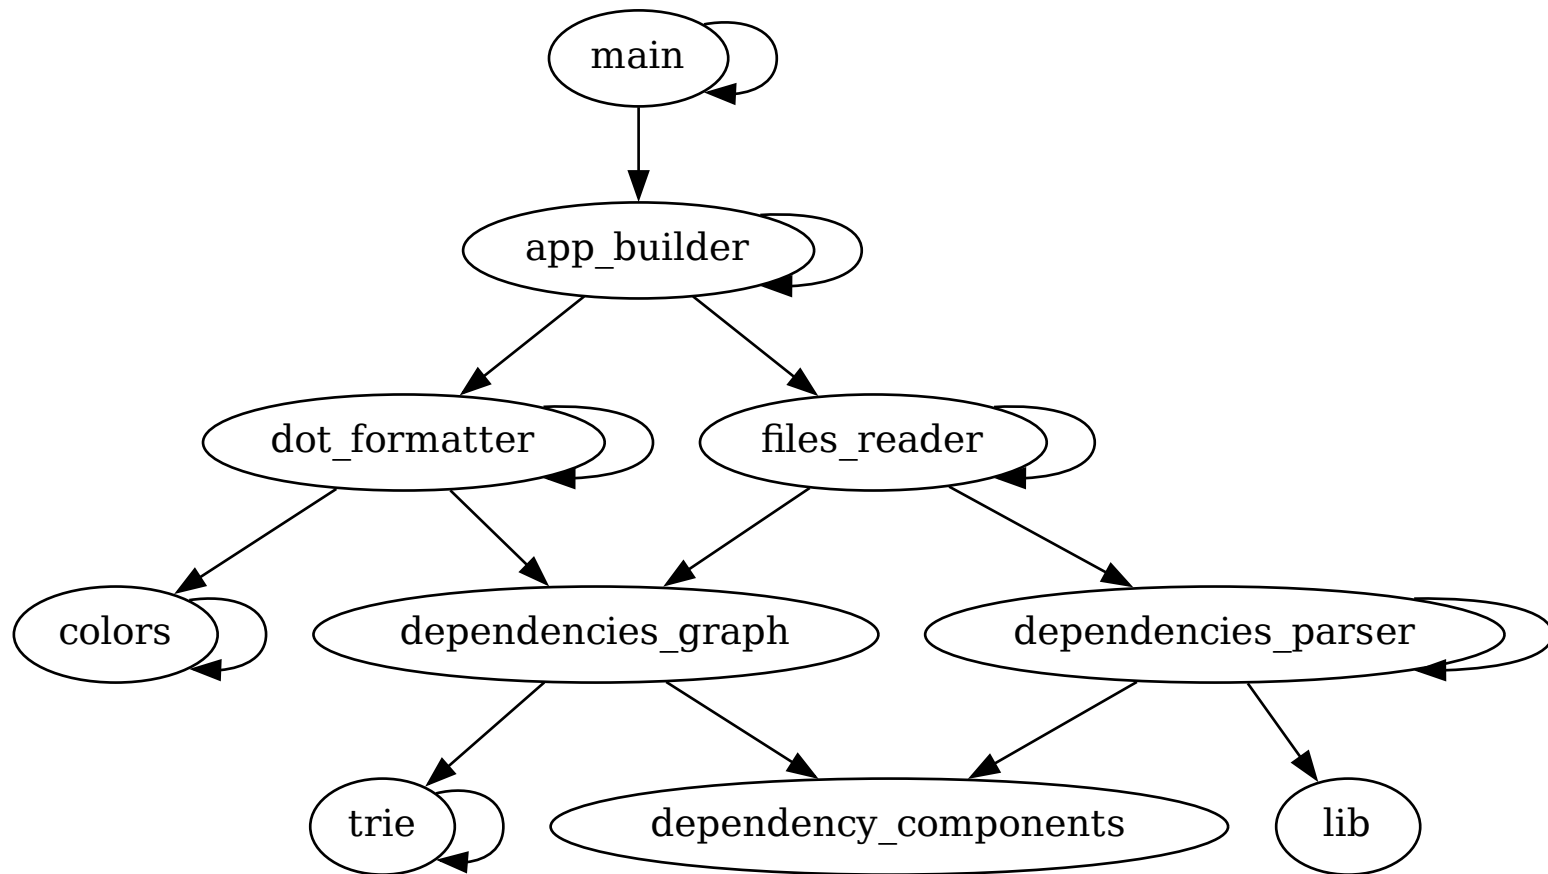 main
app_builder
dot_formatter
files_reader
colors
dependencies_graph
dependencies_parser
trie
dependency_components
lib